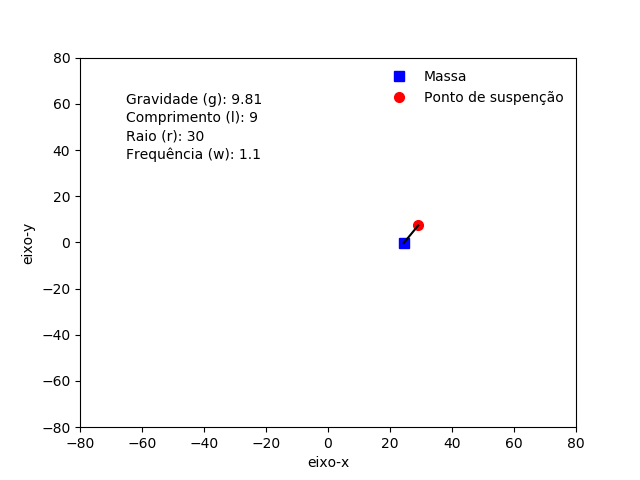 Massa
Ponto de suspenção
Gravidade (g): 9.81
Comprimento (l): 9
Raio (r): 30
Frequência (w): 1.1
80
60
40
20
0
−20
−40
−60
−80
eixo-y
−80 −60 −40 −20 0 20 40 60 80
eixo-x